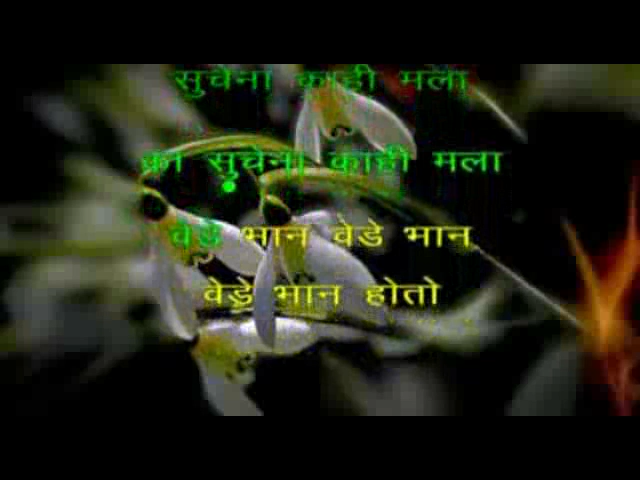 सुचेना काही मला
का सुचेना काही मला
वेडे भान वेडे भान
वेडे भान होतो